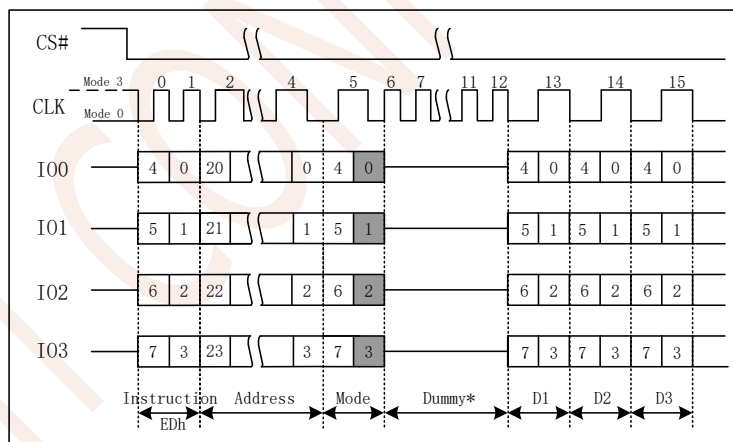 CS#
Mode 3 0 1 2 4 5 6 7 11 12 13 14 15
CLK
Mode 0
IO0 4 0 20 0 4 0 4 0 4 0 4 0
IO1 5 1 21 1 5 1 5 1 5 1 5 1
IO2 6 2 22 2 6 2 6 2 6 2 6 2
IO3 7 3 23 3 7 3 7 3 7 3 7 3
Instruction Address Mode Dummy* D1 D2 D3
EDh